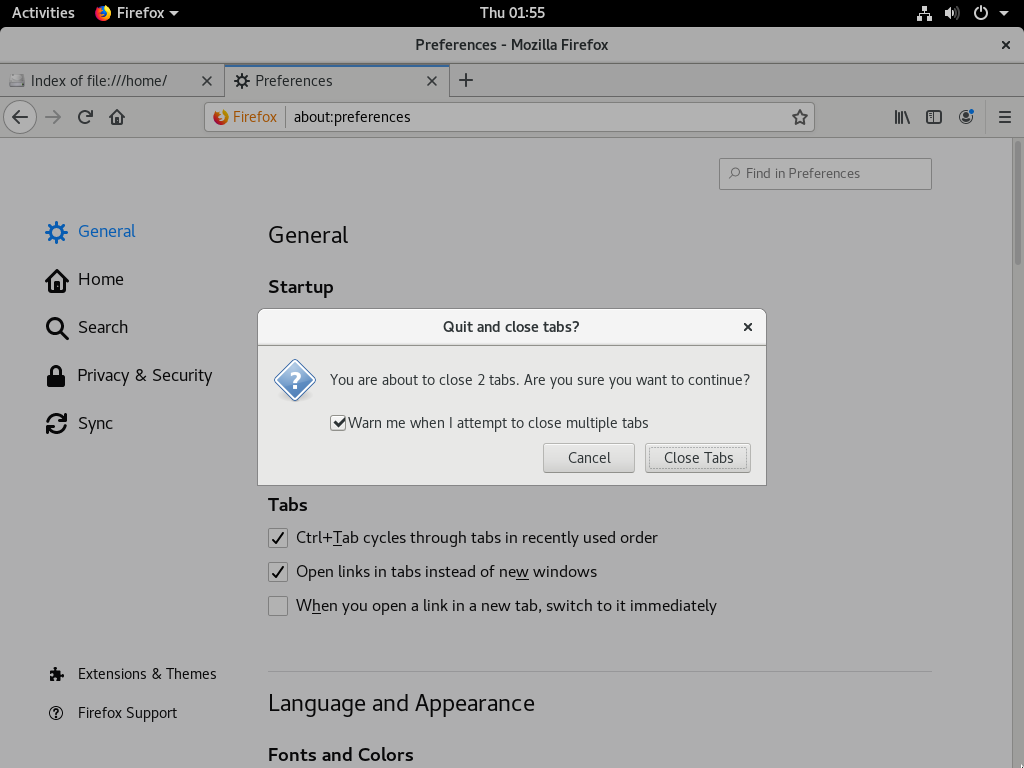 Activities Firefox Thu 01:55
Preferences - Mozilla Firefox
Index of file:///home/ Preferences
Firefox about:preferences
Find in Preferences
General
Home
Search
Privacy & Security
Sync
Extensions & Themes
Firefox Support
General
Startup
Quit and close tabs?
You are about to close 2 tabs. Are you sure you want to continue?
Warn me when I attempt to close multiple tabs
Cancel Close Tabs
Tabs
Ctrl+Tab cycles through tabs in recently used order
Open links in tabs instead of new windows
When you open a link in a new tab, switch to it immediately
Language and Appearance
Fonts and Colors